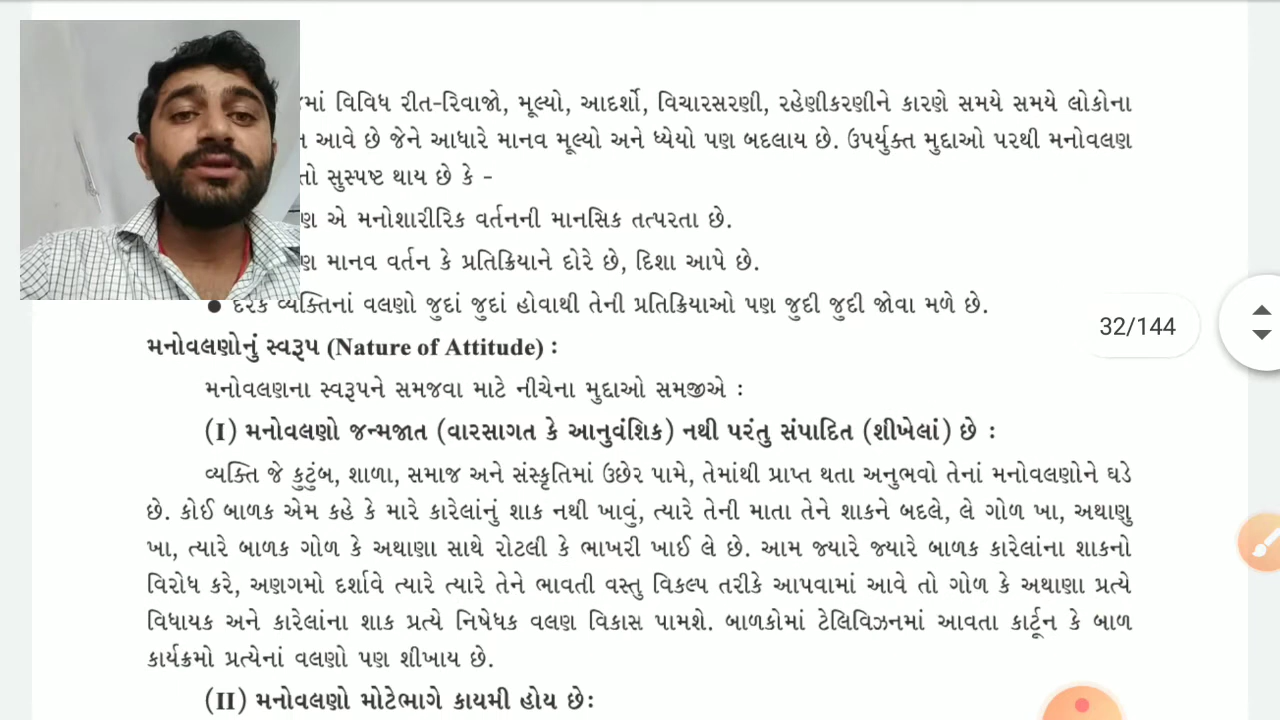 વિવિધ રીત-રિવાજો, મૂલ્યો, આદર્શો, વિચારસરણી, રહેણીકરણીને કારણે સમયે સમયે લોકોના
આવે છે જેને આધારે માનવ મૂલ્યો અને ધ્યેયો પણ બદલાય છે. ઉપર્યુક્ત મુદ્દાઓ પરથી મનોવલણ
તો સુસ્પષ્ટ થાય છે કે -
એ મનોશારીરિક વર્તનની માનસિક તત્પરતા છે.
માનવ વર્તન કે પ્રતિક્રિયાને દોરે છે, દિશા આપે છે.
● દરેક વ્યક્તિનાં વલણો જુદાં જુદાં હોવાથી તેની પ્રતિક્રિયાઓ પણ જુદી જુદી જોવા મળે છે.
32/144
મનોવલણોનું સ્વરૂપ (Nature of Attitude) :
મનોવલણના સ્વરૂપને સમજવા માટે નીચેના મુદ્દાઓ સમજીએ :
(I) મનોવલણો જન્મજાત (વારસાગત કે આનુવંશિક) નથી પરંતુ સંપાદિત (શીખેલાં) છે :
વ્યક્તિ જે કુટુંબ, શાળા, સમાજ અને સંસ્કૃતિમાં ઉછેર પામે, તેમાંથી પ્રાપ્ત થતા અનુભવો તેનાં મનોવલણોને ઘડે
છે. કોઈ બાળક એમ કહે કે મારે કારેલાંનું શાક નથી ખાવું, ત્યારે તેની માતા તેને શાકને બદલે, લે ગોળ ખા, અથાણુ
ખા, ત્યારે બાળક ગોળ કે અથાણા સાથે રોટલી કે ભાખરી ખાઈ લે છે. આમ જ્યારે જ્યારે બાળક કારેલાંના શાકનો
વિરોધ કરે, અણગમો દર્શાવે ત્યારે ત્યારે તેને ભાવતી વસ્તુ વિકલ્પ તરીકે આપવામાં આવે તો ગોળ કે અથાણા પ્રત્યે
વિધાયક અને કારેલાંના શાક પ્રત્યે નિષેધક વલણ વિકાસ પામશે. બાળકોમાં ટેલિવિઝનમાં આવતા કાર્ટૂન કે બાળ
કાર્યક્રમો પ્રત્યેનાં વલણો પણ શીખાય છે.
(II) મનોવલણો મોટેભાગે કાયમી હોય છેઃ